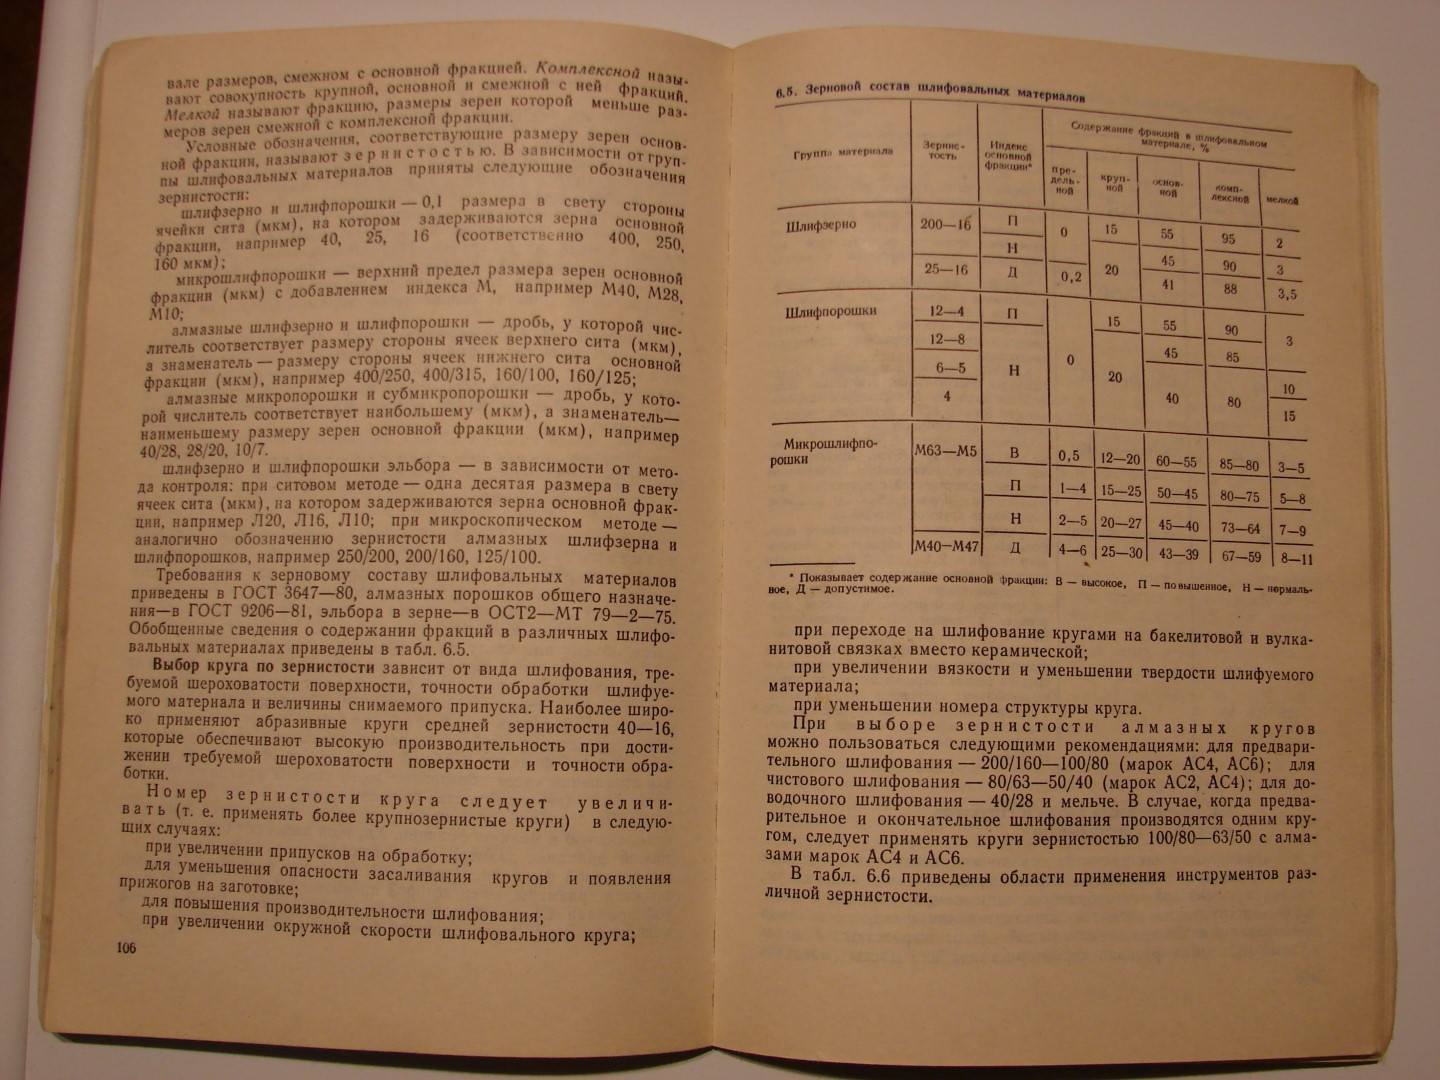 вале размеров, смежном с основной фракцией. Комплексной назы-
вают совокупность крупной, основной и смежной с ней фракций.
Мелкой называют фракцию, размеры зерен которой меньше раз-
меров зерен смежной с комплексной фракции.
Условные обозначения, соответствующие размеру зерен основ-
ной фракции, называют зернистостью. В зависимости от груп-
пы шлифовальных материалов приняты следующие обозначения
зернистости:
шлифзерно и шлифпорошки — 0,1 размера в свету стороны
ячейки сита (мкм), на котором задерживаются зерна основной
фракции, например 40, 25, 16 (соответственно 400, 250,
160 мкм);
микрошлифпорошки — верхний предел размера зерен основной
фракции (мкм) с добавлением индекса М, например М40, М28,
М10;
алмазные шлифзерно и шлифпорошки — дробь, у которой чис-
литель соответствует размеру стороны ячеек верхнего сита (мкм),
а знаменатель — размеру стороны ячеек нижнего сита основной
фракции (мкм), например 400/250, 400/315, 160/100, 160/125;
алмазные микропорошки и субмикропорошки — дробь, у кото-
рой числитель соответствует наибольшему (мкм), а знаменатель—
наименьшему размеру зерен основной фракции (мкм), например
40/28, 28/20, 10/7.
шлифзерно и шлифпорошки эльбора — в зависимости от мето-
да контроля: при ситовом методе — одна десятая размера в свету
ячеек сита (мкм), на котором задерживаются зерна основной фрак-
ции, например Л20, Л16, Л10; при микроскопическом методе —
аналогично обозначению зернистости алмазных шлифзерна и
шлифпорошков, например 250/200, 200/160, 125/100.
Требования к зерновому составу шлифовальных материалов
приведены в ГОСТ 3647—80, алмазных порошков общего назначе-
ния—в ГОСТ 9206—81, эльбора в зерне—в ОСТ2—МТ 79—2—75.
Обобщенные сведения о содержании фракций в различных шлифо-
вальных материалах приведены в табл. 6.5.
Выбор круга по зернистости зависит от вида шлифования, тре-
буемой шероховатости поверхности, точности обработки шлифуе-
мого материала и величины снимаемого припуска. Наиболее широ-
ко применяют абразивные круги средней зернистости 40—16,
которые обеспечивают высокую производительность при дости-
жении требуемой шероховатости поверхности и точности обра-
ботки.
Номер зернистости круга следует увеличи-
вать (т. е. применять более крупнозернистые круги) в следую-
щих случаях:
при увеличении припусков на обработку;
для уменьшения опасности засаливания кругов и появления
прижогов на заготовке;
для повышения производительности шлифования;
при увеличении окружной скорости шлифовального круга;
106
6.5. Зерновой состав шлифовальных материалов
Группа материала
Зернис-
тость
Индекс
основной
фракции*
Содержание фракций в шлифовальном
материале, %
пре-
дель-
ной
круп-
ной
основ-
ной
комп-
лексной
мелкой
Шлифзерно 200—16 П 0 15 55 95 2
Н 20 45 90 3
25—16 Д 0,2 41 88 3,5
Шлифпорошки 12—4 П 0 15 55 90 3
12—8 Н 20 45 85
6—5 40 80 10
4 15
Микрошлифпо-
рошки
М63—М5 В 0,5 12—20 60—55 85—80 3—5
П 1—4 15—25 50—45 80—75 5—8
Н 2—5 20—27 45—40 73—64 7—9
М40—М47 Д 4—6 25—30 43—39 67—59 8—11
* Показывает содержание основной фракции: В — высокое, П — повышенное, Н — нормаль-
ное, Д — допустимое.
при переходе на шлифование кругами на бакелитовой и вулка-
нитовой связках вместо керамической;
при увеличении вязкости и уменьшении твердости шлифуемого
материала;
при уменьшении номера структуры круга.
При выборе зернистости алмазных кругов
можно пользоваться следующими рекомендациями: для предвари-
тельного шлифования — 200/160—100/80 (марок АС4, АС6); для
чистового шлифования — 80/63—50/40 (марок АС2, АС4); для до-
водочного шлифования — 40/28 и мельче. В случае, когда предва-
рительное и окончательное шлифования производятся одним кру-
гом, следует применять круги зернистостью 100/80—63/50 с алма-
зами марок АС4 и АС6.
В табл. 6.6 приведены области применения инструментов раз-
личной зернистости.